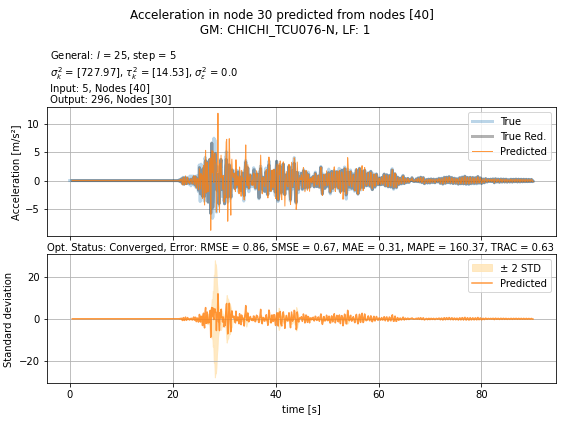 Acceleration in node 30 predicted from nodes [40]
GM: CHICHI_TCU076-N, LF: 1
General: l = 25, step = 5
σ²ₖ = [727.97], τ²ₖ = [14.53], σ²ε = 0.0
Input: 5, Nodes [40]
Output: 296, Nodes [30]
Acceleration [m/s²]
10
5
0
−5
True
True Red.
Predicted
Opt. Status: Converged, Error: RMSE = 0.86, SMSE = 0.67, MAE = 0.31, MAPE = 160.37, TRAC = 0.63
Standard deviation
20
0
−20
± 2 STD
Predicted
0 20 40 60 80
time [s]